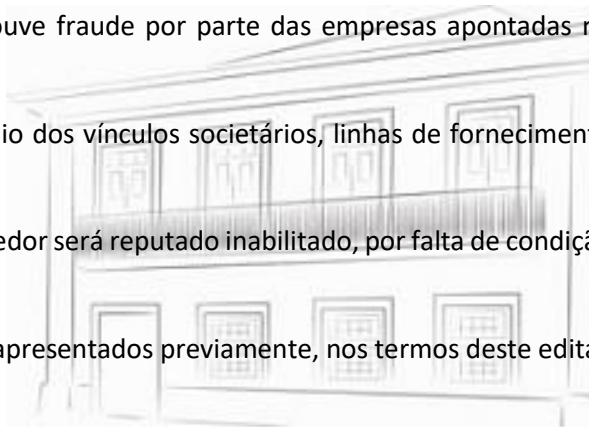 ouve fraude por parte das empresas apontadas
io dos vínculos societários, linhas de fornecimen
edor será reputado inabilitado, por falta de condiçã
apresentados previamente, nos termos deste edita